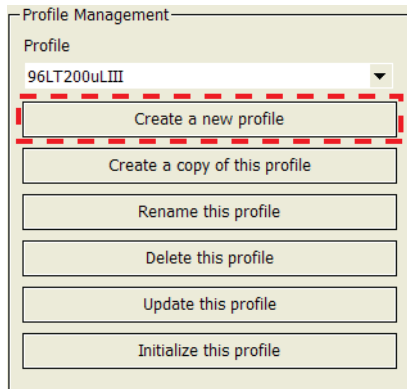 Profile Management
Profile
96LT200uLIII
Create a new profile
Create a copy of this profile
Rename this profile
Delete this profile
Update this profile
Initialize this profile